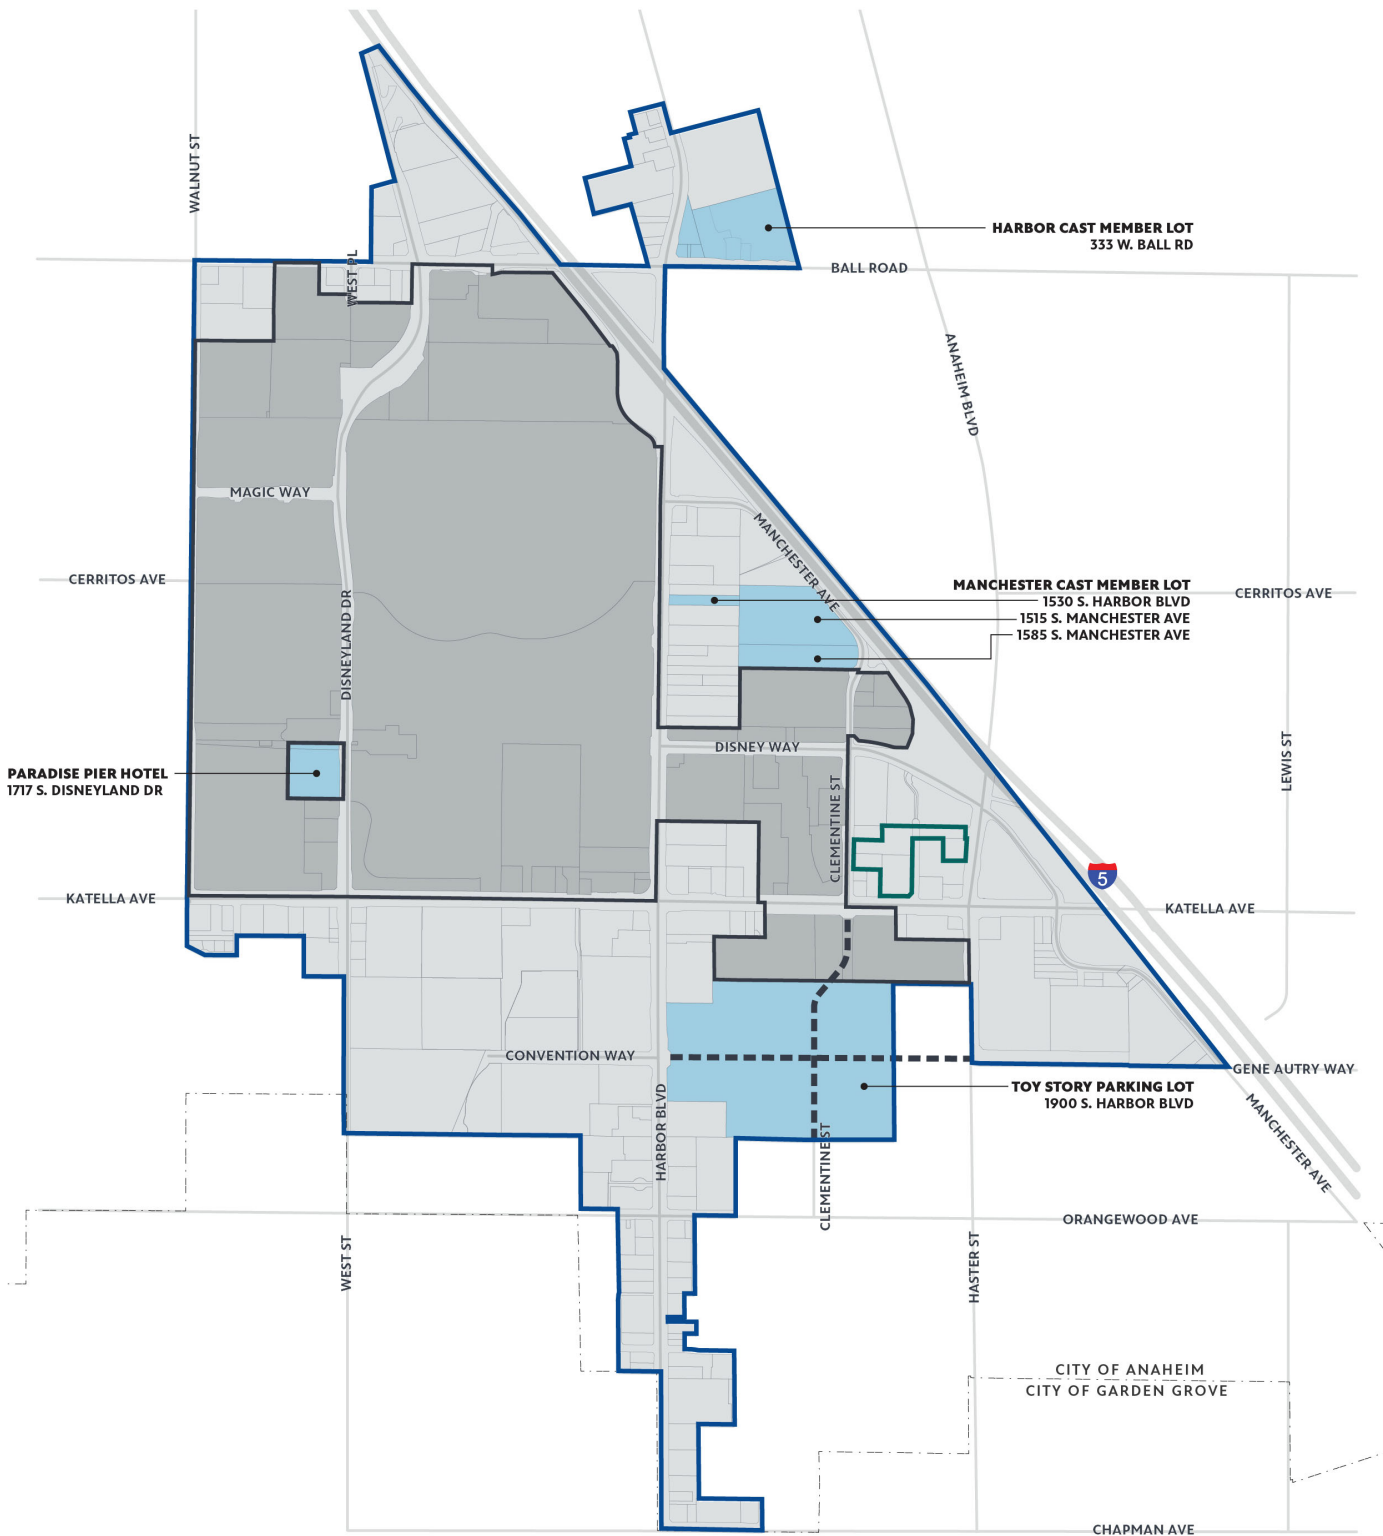 WALNUT ST
HARBOR CAST MEMBER LOT
333 W. BALL RD
WEST PL
BALL ROAD
ANAHEIM BLVD
MAGIC WAY
MANCHESTER AVE
CERRITOS AVE
MANCHESTER CAST MEMBER LOT
1530 S. HARBOR BLVD
1515 S. MANCHESTER AVE
1585 S. MANCHESTER AVE
CERRITOS AVE
DISNEYLAND DR
DISNEY WAY
LEWIS ST
PARADISE PIER HOTEL
1717 S. DISNEYLAND DR
CLEMENTINE ST
5
KATELLA AVE
KATELLA AVE
CONVENTION WAY
GENE AUTRY WAY
TOY STORY PARKING LOT
1900 S. HARBOR BLVD
HARBOR BLVD
MANCHESTER AVE
CLEMENTINE ST
ORANGEWOOD AVE
WEST ST
HASTER ST
CITY OF ANAHEIM
CITY OF GARDEN GROVE
CHAPMAN AVE